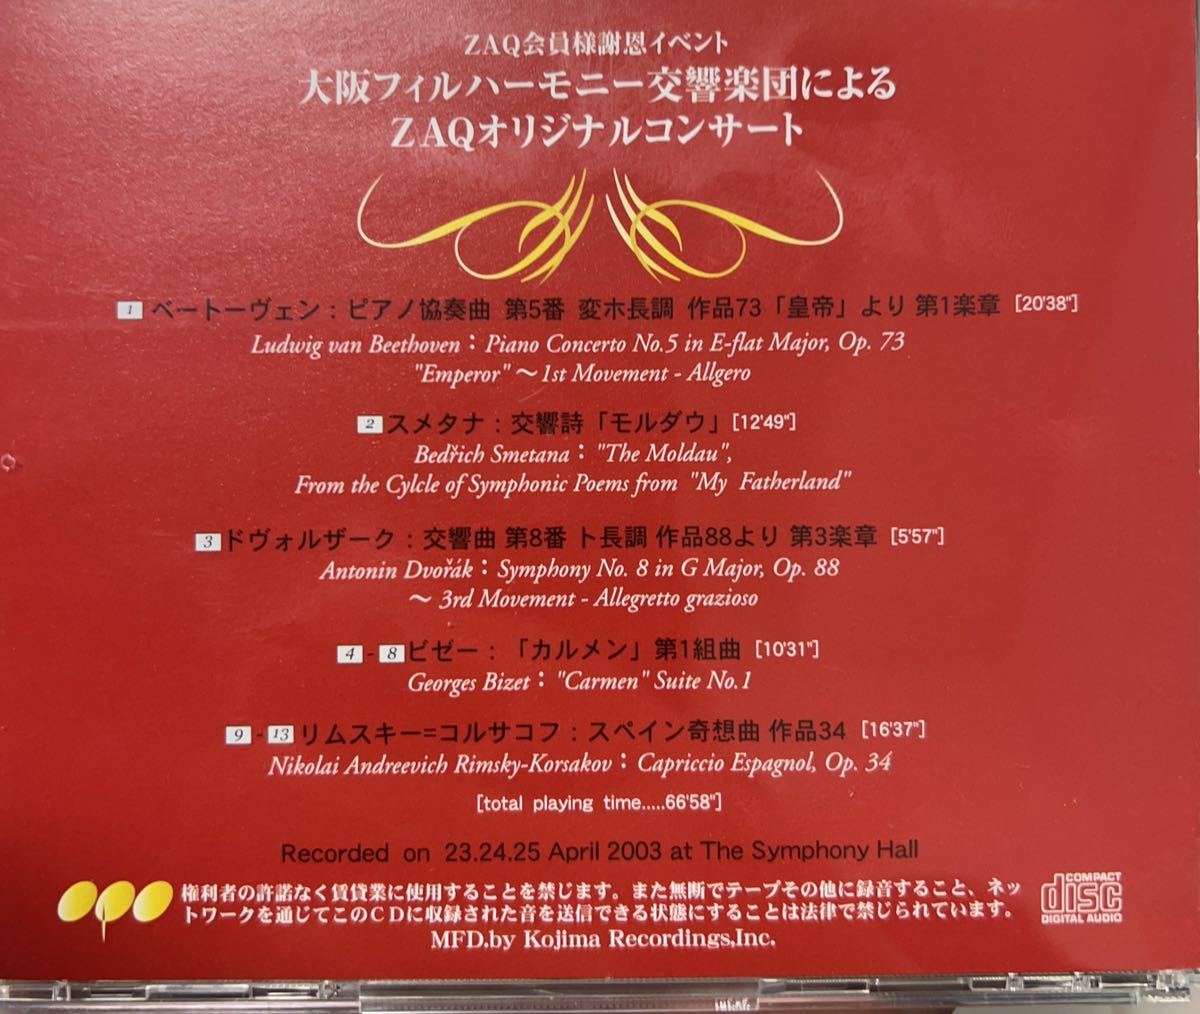 ZAQ会員様謝恩イベント
大阪フィルハーモニー交響楽団による
ZAQオリジナルコンサート
1 ベートーヴェン：ピアノ協奏曲 第5番 変ホ長調 作品73「皇帝」より 第1楽章 [20'38"]
Ludwig van Beethoven：Piano Concerto No.5 in E-flat Major, Op. 73
"Emperor" 〜 1st Movement - Allgero
2 スメタナ：交響詩「モルダウ」[12'49"]
Bedřich Smetana："The Moldau",
From the Cylcle of Symphonic Poems from "My Fatherland"
3 ドヴォルザーク：交響曲 第8番 ト長調 作品88より 第3楽章 [5'57"]
Antonin Dvořák：Symphony No. 8 in G Major, Op. 88
〜 3rd Movement - Allegretto grazioso
4 - 8 ビゼー：「カルメン」第1組曲 [10'31"]
Georges Bizet："Carmen" Suite No.1
9 - 13 リムスキー=コルサコフ：スペイン奇想曲 作品34 [16'37"]
Nikolai Andreevich Rimsky-Korsakov：Capriccio Espagnol, Op. 34
[total playing time.....66'58"]
Recorded on 23.24.25 April 2003 at The Symphony Hall
権利者の許諾なく賃貸業に使用することを禁じます。また無断でテープその他に録音すること、ネッ
トワークを通じてこのCDに収録された音を送信できる状態にすることは法律で禁じられています。
MFD.by Kojima Recordings,Inc.
COMPACT
disc
DIGITAL AUDIO